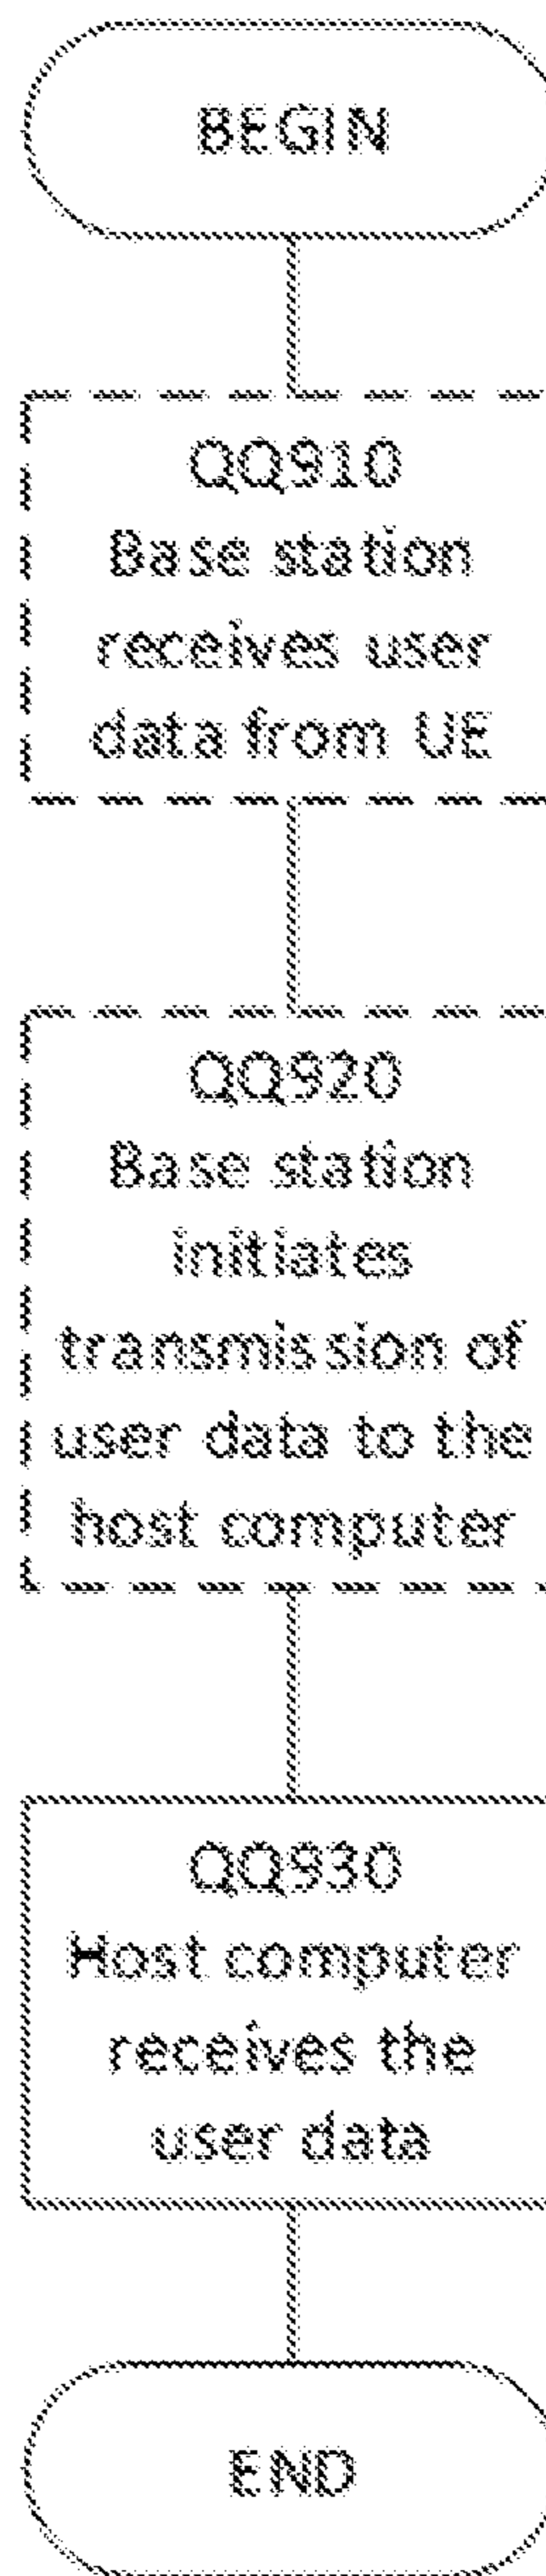 BEGIN
QQ910
Base station
receives user
data from UE
QQ920
Base station
initiates
transmission of
user data to the
host computer
QQ930
Host computer
receives the
user data
END